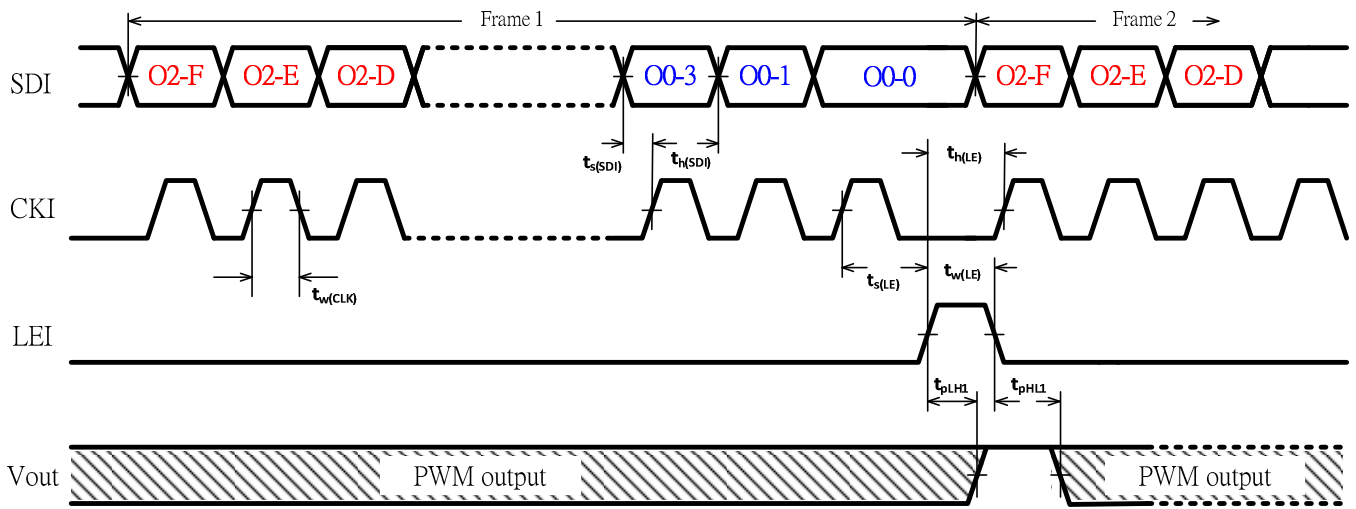 Frame 1
Frame 2
SDI
O2-F
O2-E
O2-D
O0-3
O0-1
O0-0
O2-F
O2-E
O2-D
ts(SDI)
th(SDI)
th(LE)
CKI
tw(CLK)
ts(LE)
tw(LE)
LEI
tpLH1
tpHL1
Vout
PWM output
PWM output